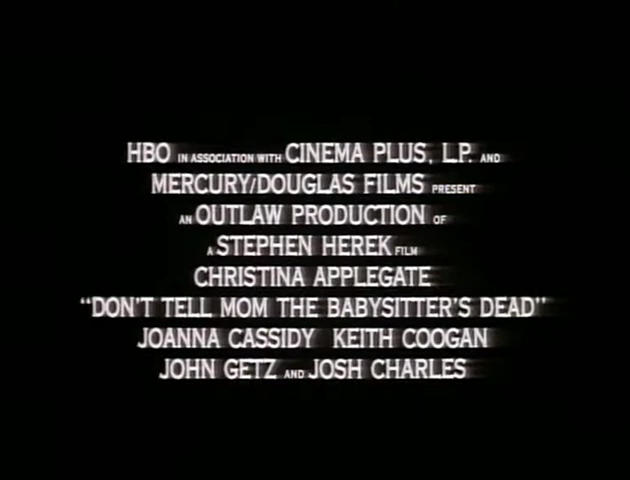 HBO IN ASSOCIATION WITH CINEMA PLUS, L.P. AND
MERCURY/DOUGLAS FILMS PRESENT
AN OUTLAW PRODUCTION OF
A STEPHEN HEREK FILM
CHRISTINA APPLEGATE
"DON'T TELL MOM THE BABYSITTER'S DEAD"
JOANNA CASSIDY KEITH COOGAN
JOHN GETZ AND JOSH CHARLES